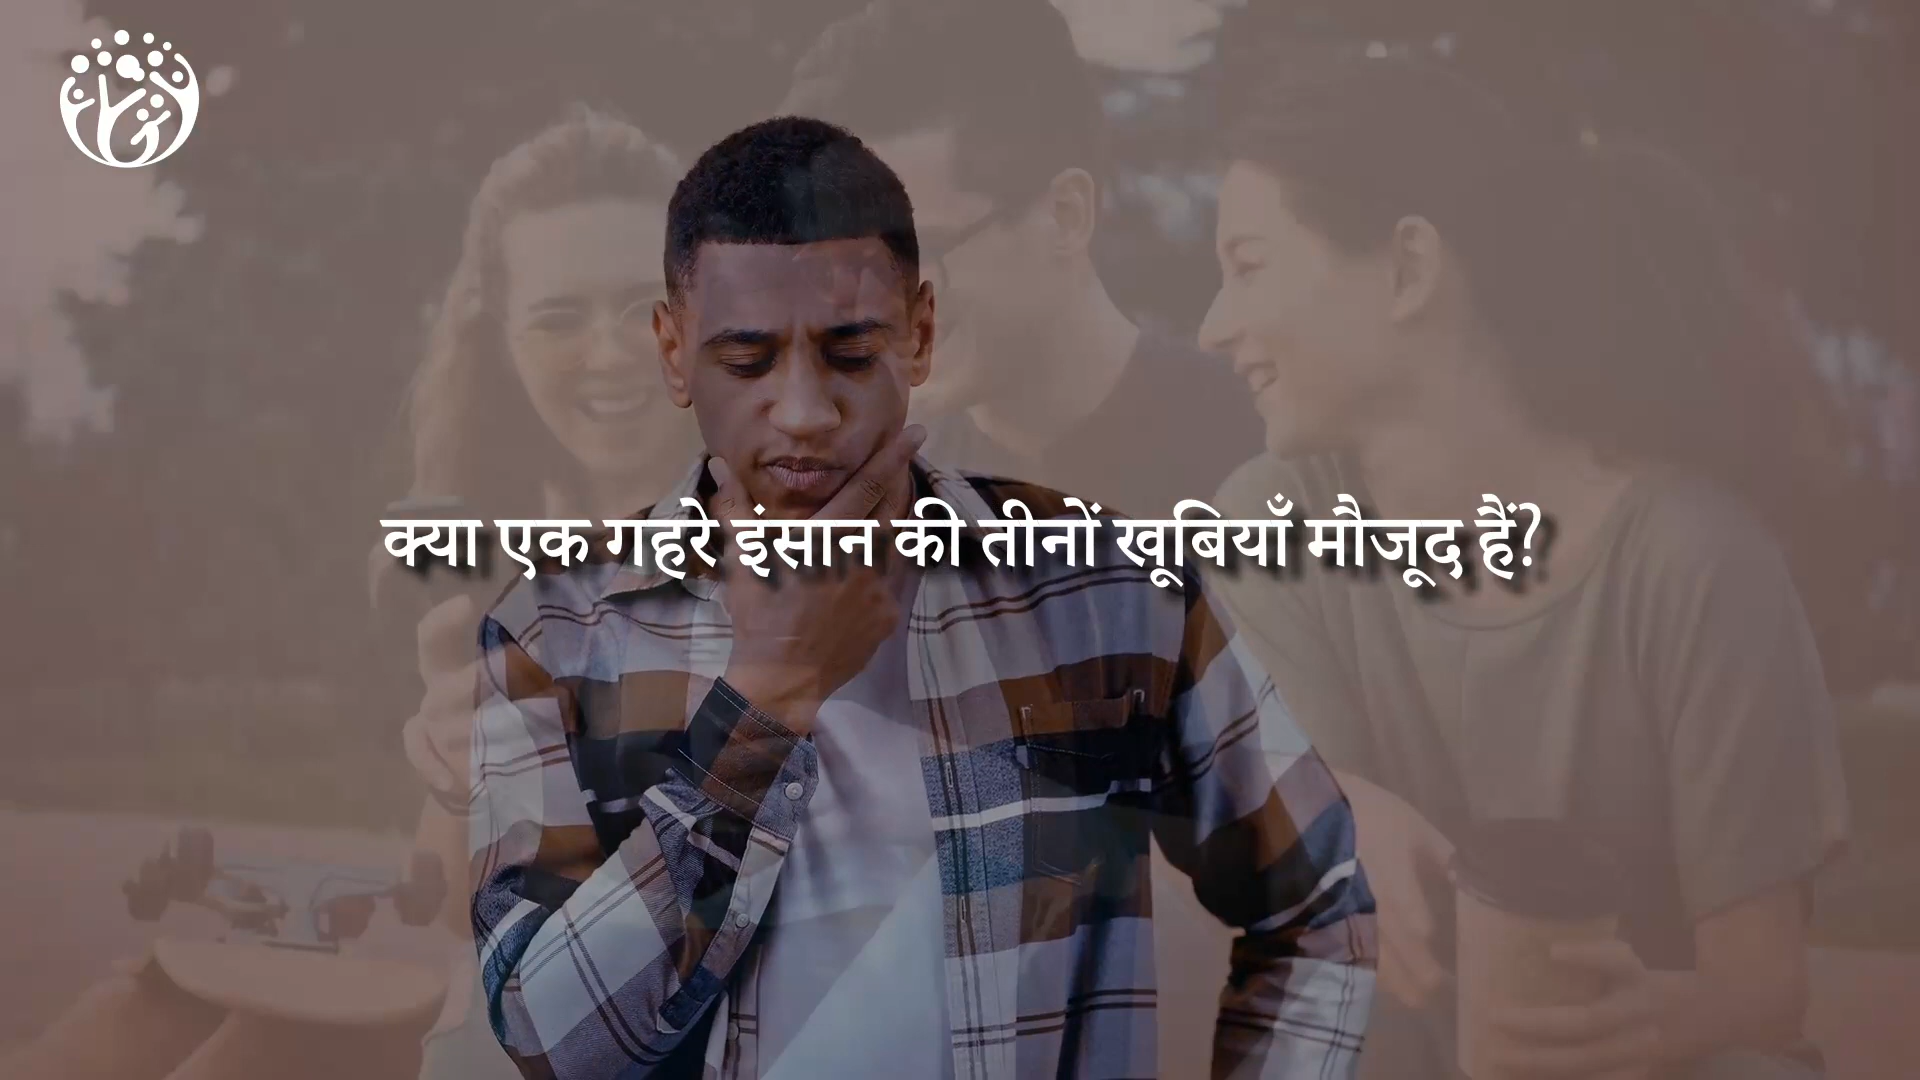 क्या एक गहरे इंसान की तीनों खूबियाँ मौजूद हैं?